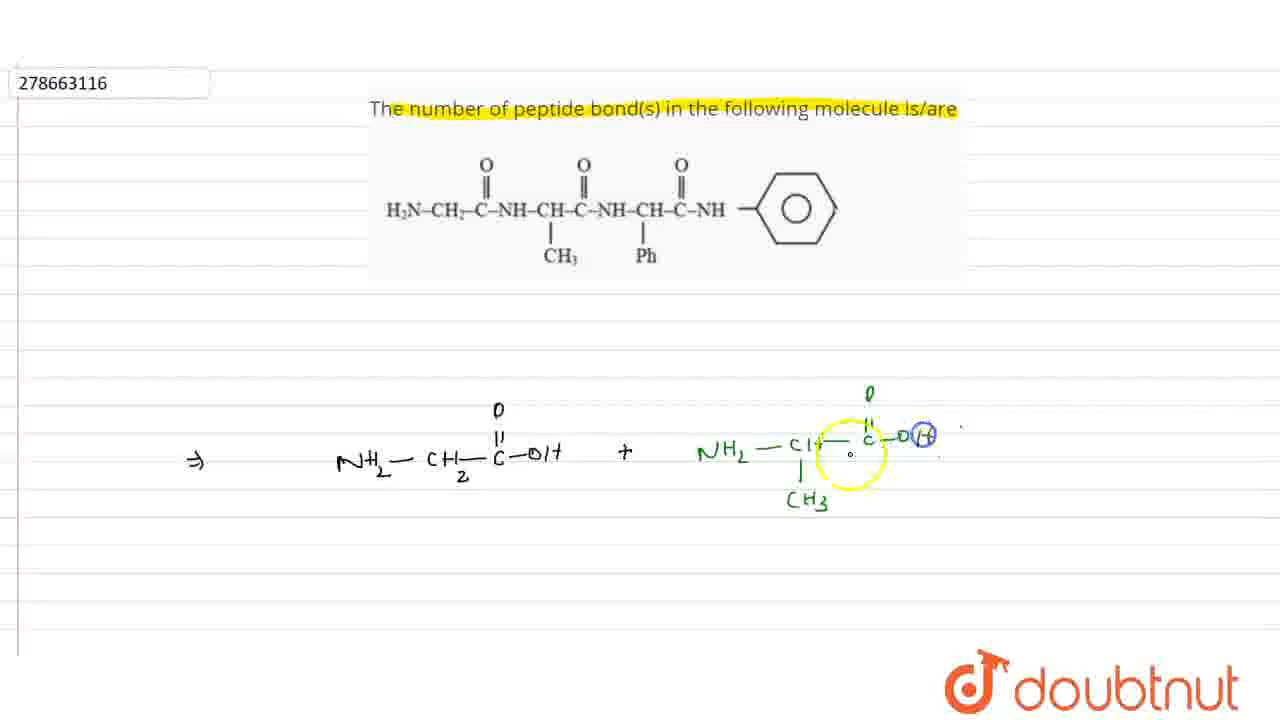 278663116
The number of peptide bond(s) in the following molecule is/are
O O O
H₂N–CH₂–C–NH–CH–C–NH–CH–C–NH
CH₃ Ph
O O
NH₂ — CH₂ — C – OH + NH₂ — CH — C – OH
CH₃
doubtnut